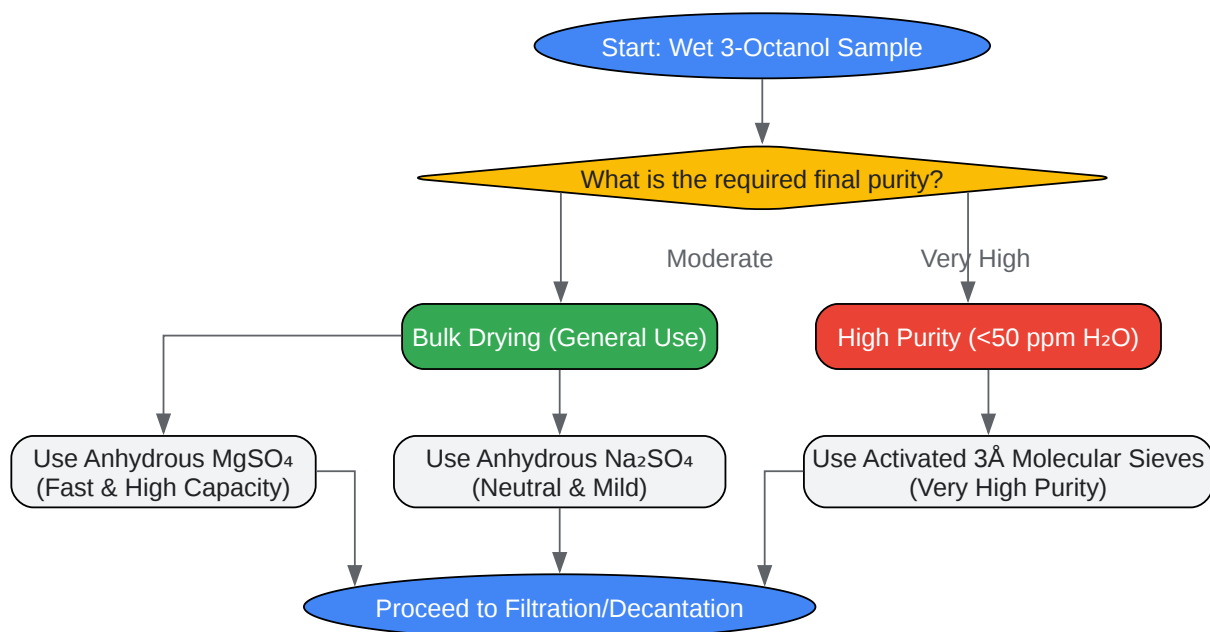 Start: Wet 3-Octanol Sample
What is the required final purity?
Moderate
Very High
Bulk Drying (General Use)
High Purity (<50 ppm H₂O)
Use Anhydrous MgSO₄
(Fast & High Capacity)
Use Anhydrous Na₂SO₄
(Neutral & Mild)
Use Activated 3Å Molecular Sieves
(Very High Purity)
Proceed to Filtration/Decantation